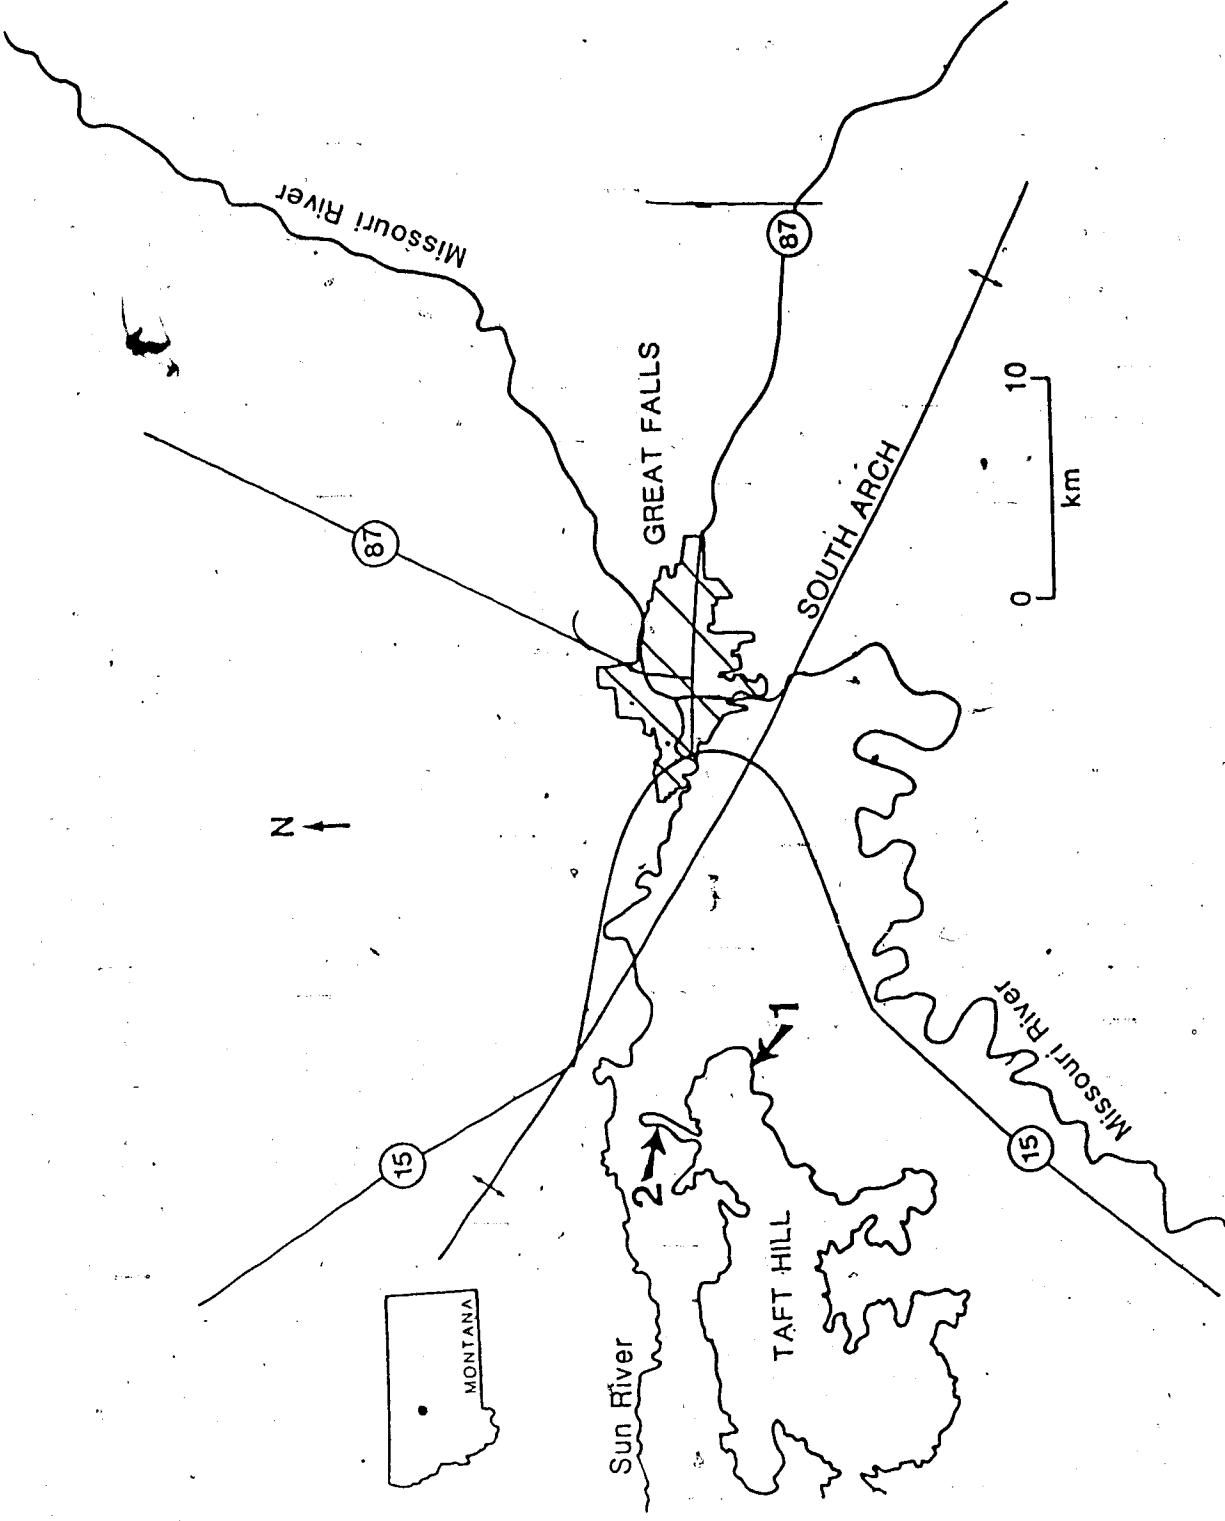 N
Missouri River
87
15
MONTANA
GREAT FALLS
87
Sun River
2
1
SOUTH ARCH
TAFT HILL
Missouri River
15
0 10
km